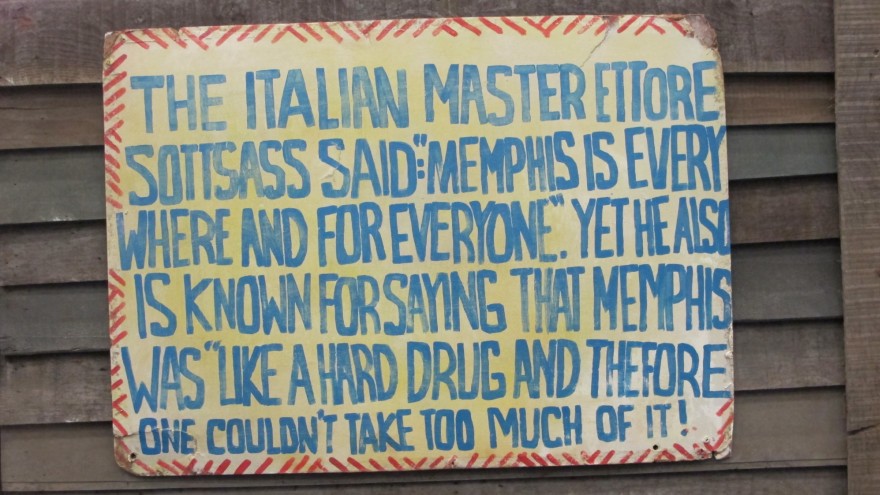 THE ITALIAN MASTER ETTORE
SOTTSASS SAID:"MEMPHIS IS EVERY
WHERE AND FOR EVERYONE". YET HE ALSO
IS KNOWN FOR SAYING THAT MEMPHIS
WAS "LIKE A HARD DRUG AND THEFORE
ONE COULDN'T TAKE TOO MUCH OF IT!